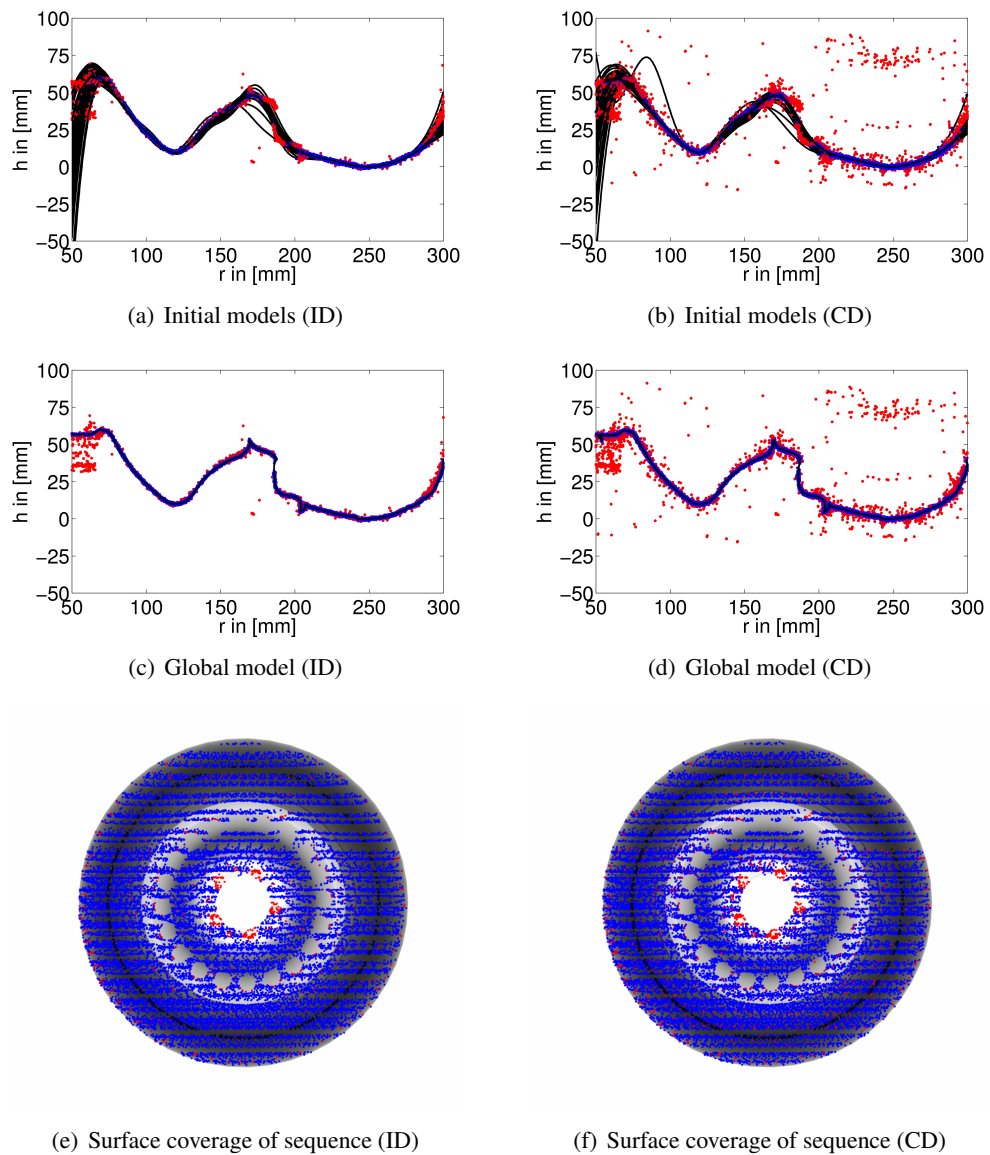 100
75
50
25
0
−25
−50
50 100 150 200 250 300
h in [mm]
r in [mm]
(a) Initial models (ID)
100
75
50
25
0
−25
−50
50 100 150 200 250 300
h in [mm]
r in [mm]
(b) Initial models (CD)
100
75
50
25
0
−25
−50
50 100 150 200 250 300
h in [mm]
r in [mm]
(c) Global model (ID)
100
75
50
25
0
−25
−50
50 100 150 200 250 300
h in [mm]
r in [mm]
(d) Global model (CD)
(e) Surface coverage of sequence (ID)
(f) Surface coverage of sequence (CD)